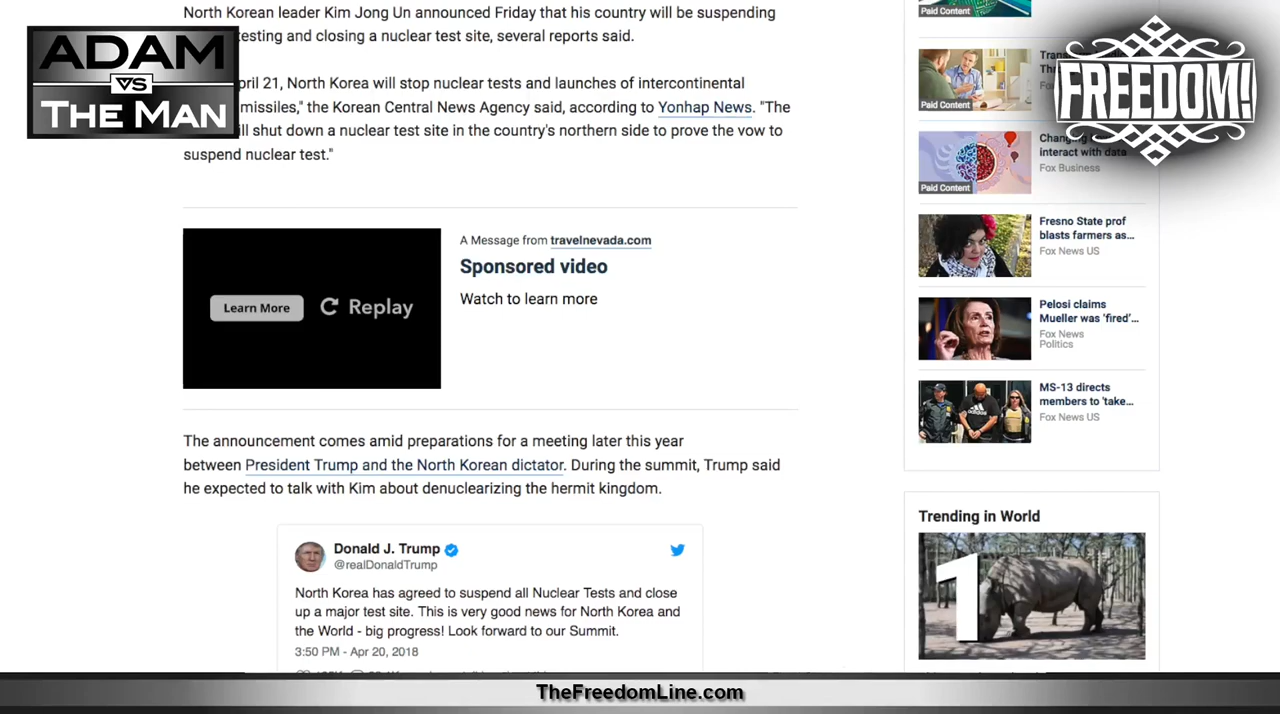 North Korean leader Kim Jong Un announced Friday that his country will be suspending
testing and closing a nuclear test site, several reports said.
ADAM
VS
THE MAN
21, North Korea will stop nuclear tests and launches of intercontinental
missiles," the Korean Central News Agency said, according to Yonhap News. "The
shut down a nuclear test site in the country's northern side to prove the vow to
suspend nuclear test."
Learn More
Replay
A Message from travelnevada.com
Sponsored video
Watch to learn more
The announcement comes amid preparations for a meeting later this year
between President Trump and the North Korean dictator. During the summit, Trump said
he expected to talk with Kim about denuclearizing the hermit kingdom.
Donald J. Trump
@realDonaldTrump
North Korea has agreed to suspend all Nuclear Tests and close
up a major test site. This is very good news for North Korea and
the World - big progress! Look forward to our Summit.
3:50 PM - Apr 20, 2018
Paid Content
Paid Content
FREEDOM!
Paid Content
interact with data
Fox Business
Fresno State prof
blasts farmers as...
Fox News US
Pelosi claims
Mueller was 'fired'...
Fox News
Politics
MS-13 directs
members to 'take...
Fox News US
Trending in World
1
TheFreedomLine.com